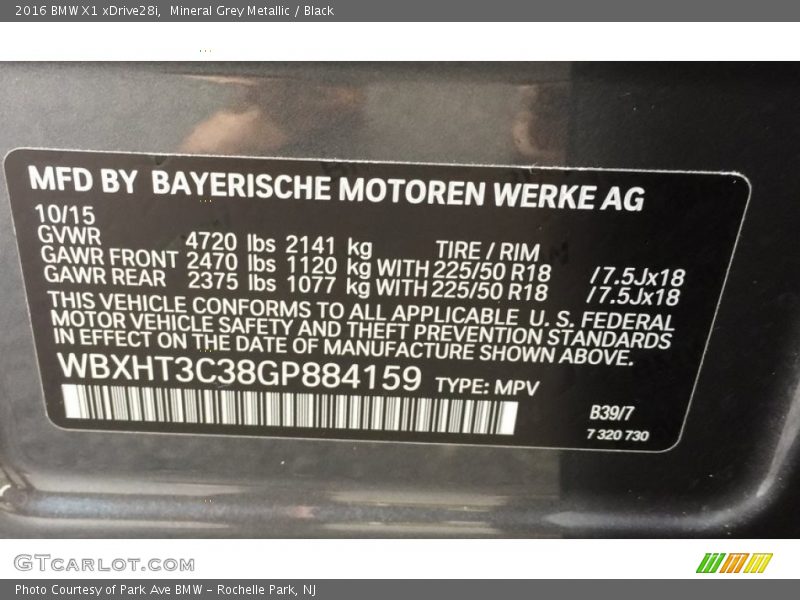 2016 BMW X1 xDrive28i,  Mineral Grey Metallic / Black
MFD BY BAYERISCHE MOTOREN WERKE AG
10/15
GVWR 4720 lbs 2141 kg TIRE / RIM
GAWR FRONT 2470 lbs 1120 kg WITH 225/50 R18 /7.5Jx18
GAWR REAR 2375 lbs 1077 kg WITH 225/50 R18 /7.5Jx18
THIS VEHICLE CONFORMS TO ALL APPLICABLE U. S. FEDERAL
MOTOR VEHICLE SAFETY AND THEFT PREVENTION STANDARDS
IN EFFECT ON THE DATE OF MANUFACTURE SHOWN ABOVE.
WBXHT3C38GP884159 TYPE: MPV
B39/7
7 320 730
GTCARLOT.COM
Photo Courtesy of Park Ave BMW - Rochelle Park, NJ